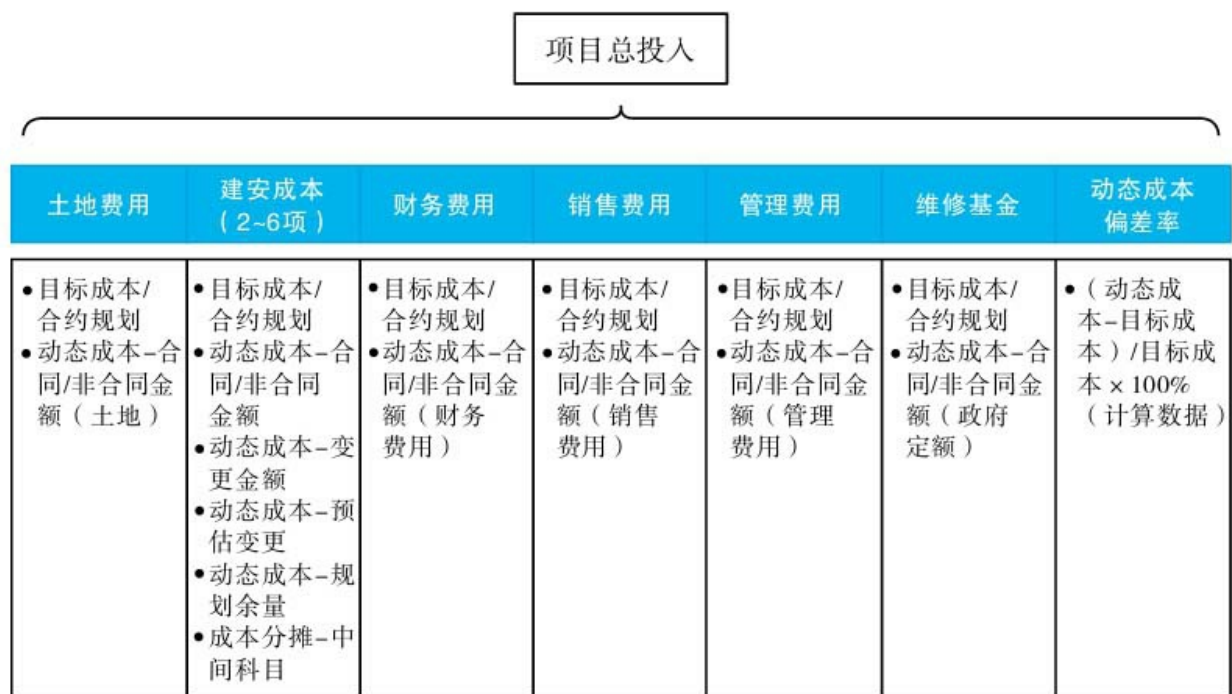 项目总投入
土地费用
建安成本
（2~6项）
财务费用
销售费用
管理费用
维修基金
动态成本
偏差率
●目标成本/
合约规划
●动态成本–合
同/非合同金
额（土地）
●目标成本/
合约规划
●动态成本–合
同/非合同
金额
●动态成本–变
更金额
●动态成本–预
估变更
●动态成本–规
划余量
●成本分摊–中
间科目
●目标成本/
合约规划
●动态成本–合
同/非合同金
额（财务
费用）
●目标成本/
合约规划
●动态成本–合
同/非合同金
额（销售
费用）
●目标成本/
合约规划
●动态成本–合
同/非合同金
额（管理
费用）
●目标成本/
合约规划
●动态成本–合
同/非合同金
额（政府
定额）
●（动态成
本–目标成
本）/目标成
本×100%
（计算数据）